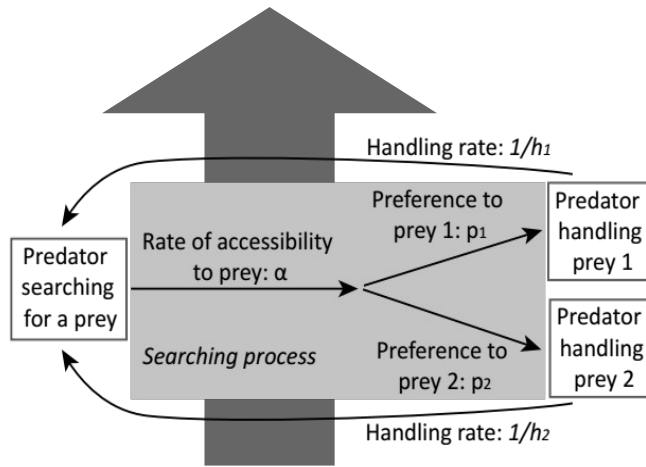 Handling rate: 1/h₁
Preference to
prey 1: p₁
Predator
handling
prey 1
Rate of accessibility
to prey: α
Predator
searching
for a prey
Searching process
Preference to
prey 2: p₂
Predator
handling
prey 2
Handling rate: 1/h₂